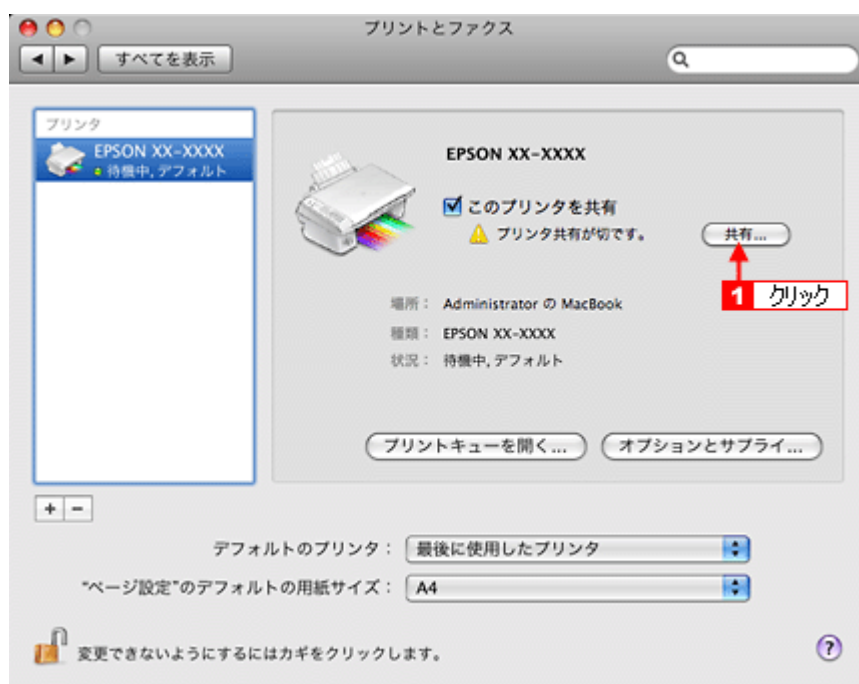 プリントとファクス
すべてを表示
プリンタ
EPSON XX-XXXX
待機中, デフォルト
EPSON XX-XXXX
このプリンタを共有
プリンタ共有が切です。
共有...
1 クリック
場所： Administrator の MacBook
種類： EPSON XX-XXXX
状況： 待機中, デフォルト
プリントキューを開く...
オプションとサプライ...
+ −
デフォルトのプリンタ： 最後に使用したプリンタ
“ページ設定”のデフォルトの用紙サイズ： A4
変更できないようにするにはカギをクリックします。
?